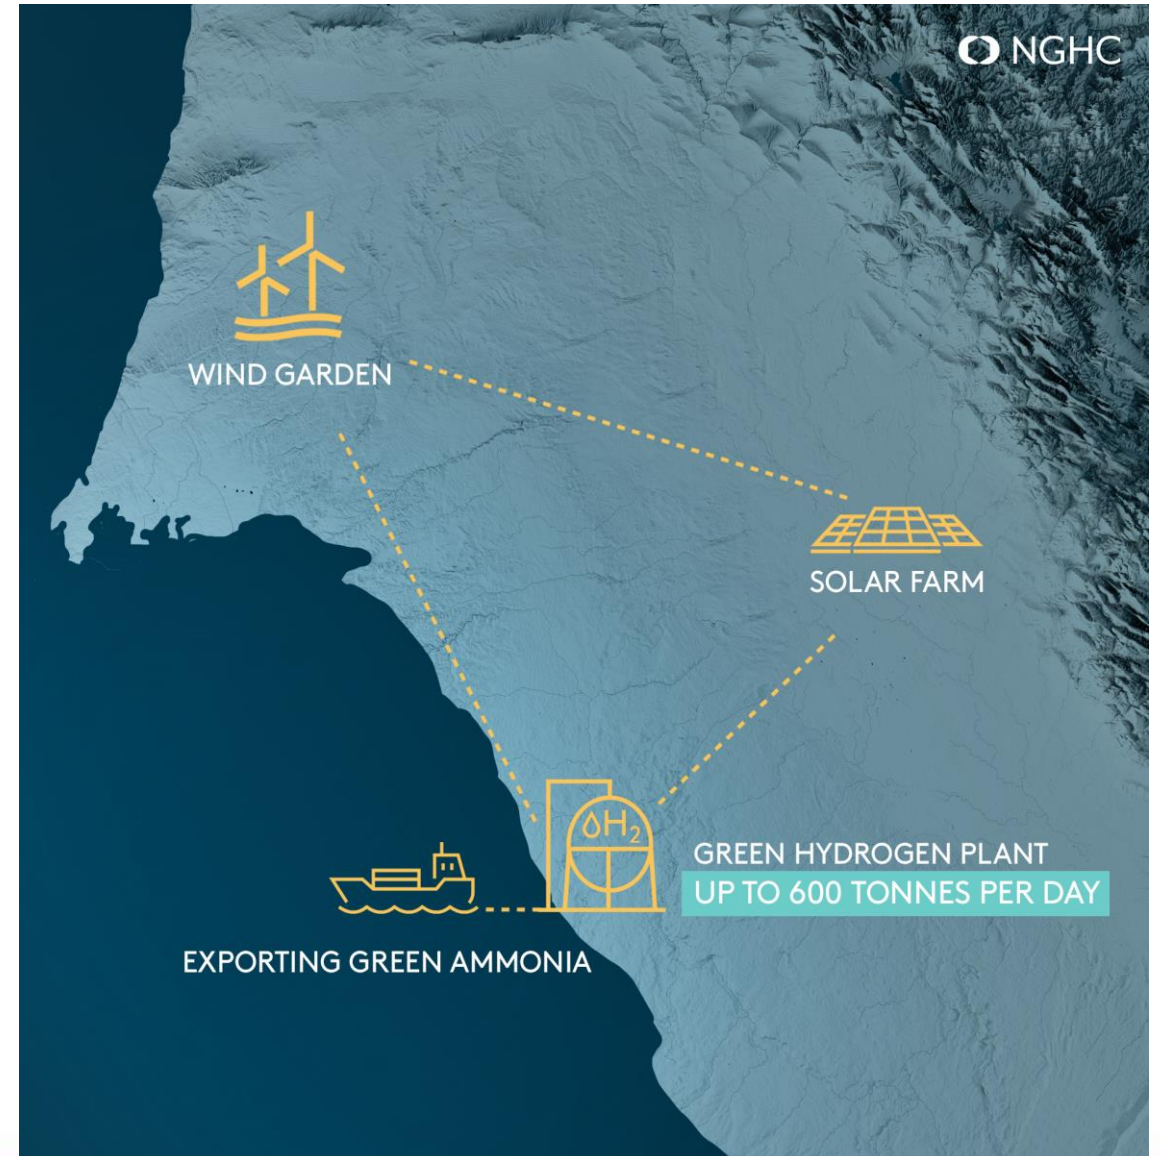 NGHC
WIND GARDEN
SOLAR FARM
H₂
GREEN HYDROGEN PLANT
UP TO 600 TONNES PER DAY
EXPORTING GREEN AMMONIA